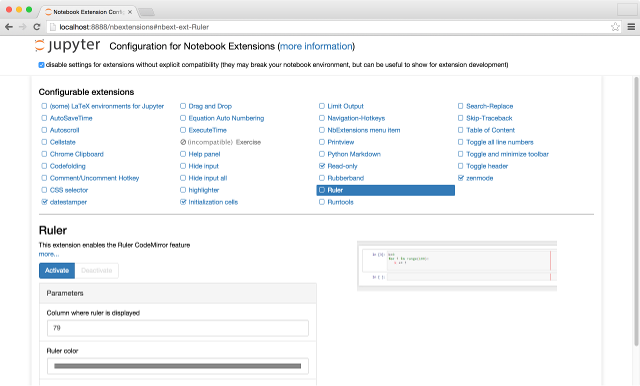 Notebook Extension Config
localhost:8888/nbextensions#nbext-ext-Ruler
jupyter Configuration for Notebook Extensions (more information)
disable settings for extensions without explicit compatibility (they may break your notebook environment, but can be useful to show for extension development)
Configurable extensions
(some) LaTeX environments for Jupyter Drag and Drop Limit Output Search-Replace
AutoSaveTime Equation Auto Numbering Navigation-Hotkeys Skip-Traceback
Autoscroll ExecuteTime NbExtensions menu item Table of Content
Cellstate (incompatible) Exercise Printview Toggle all line numbers
Chrome Clipboard Help panel Python Markdown Toggle and minimize toolbar
Codefolding Hide input Read-only Toggle header
Comment/Uncomment Hotkey Hide input all Rubberband zenmode
CSS selector highlighter Ruler
datestamper Initialization cells Runtools
Ruler
This extension enables the Ruler CodeMirror feature
more...
Activate Deactivate
Parameters
Column where ruler is displayed
79
Ruler color